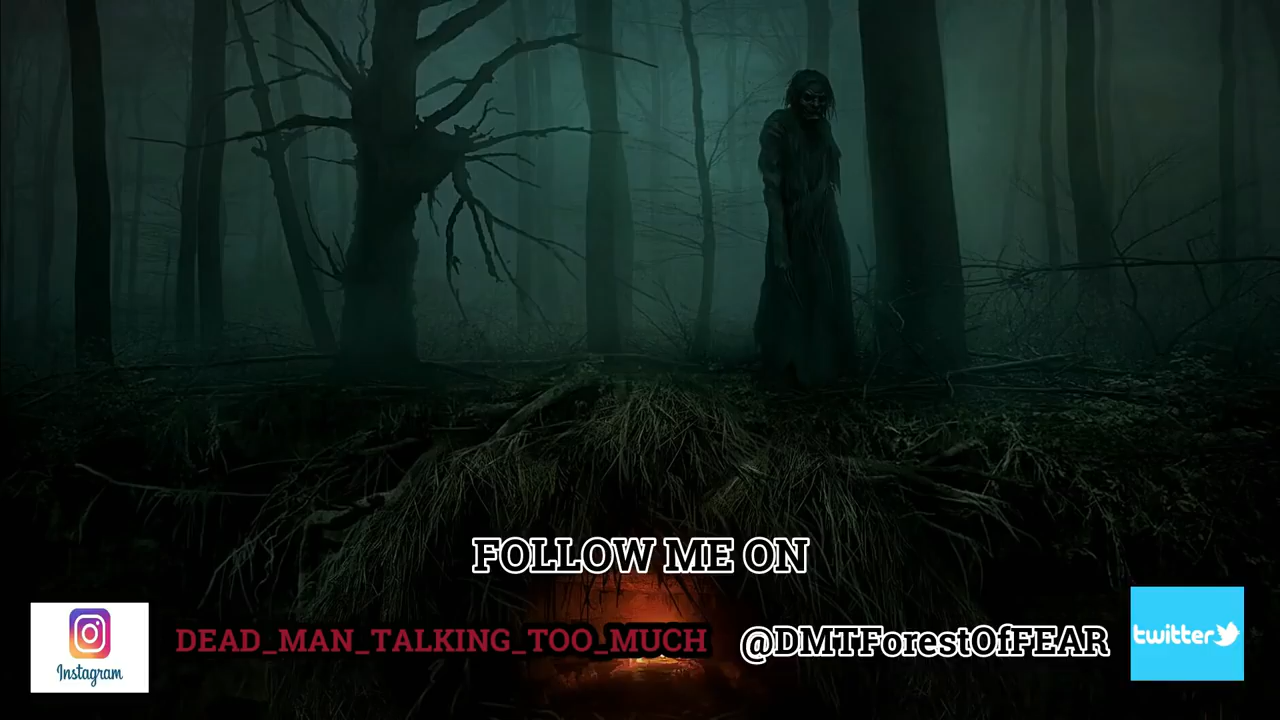 FOLLOW ME ON
DEAD_MAN_TALKING_TOO_MUCH @DMTForestOfFEAR
Instagram
twitter